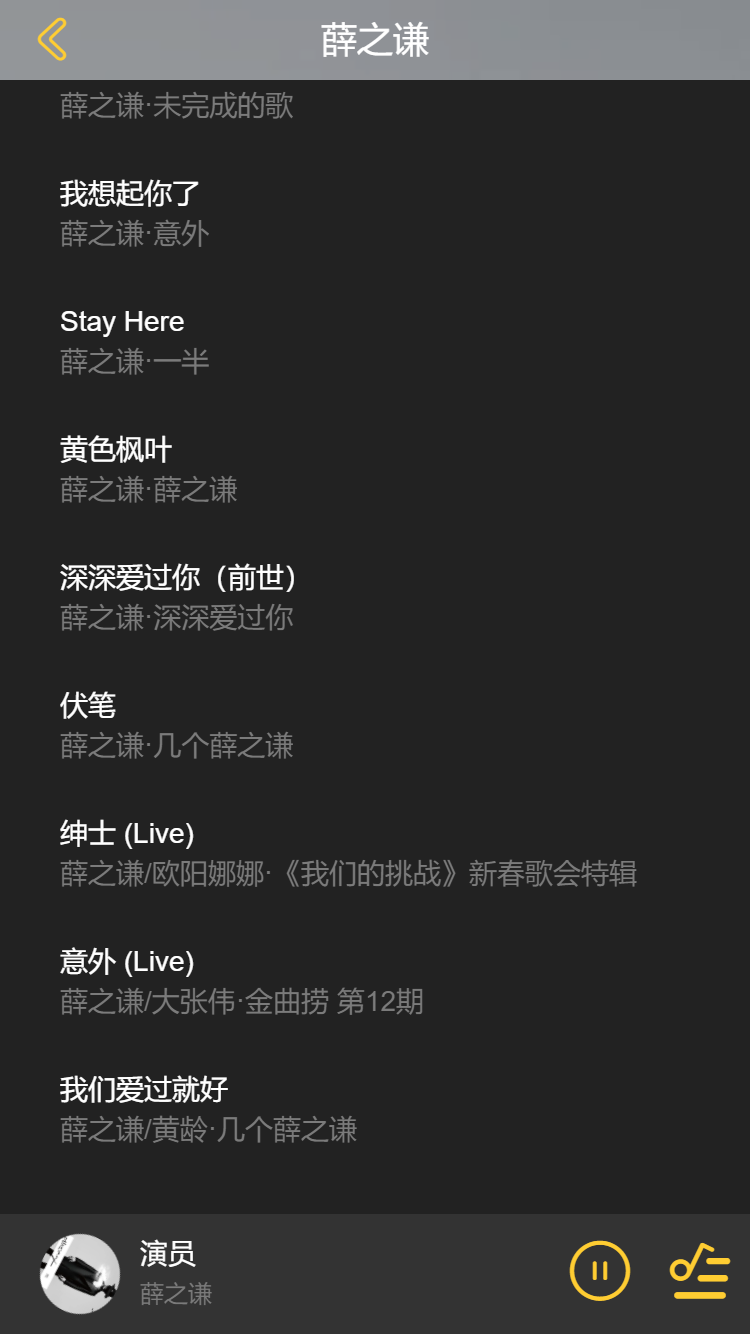 薛之谦
薛之谦·未完成的歌
我想起你了
薛之谦·意外
Stay Here
薛之谦·一半
黄色枫叶
薛之谦·薛之谦
深深爱过你（前世）
薛之谦·深深爱过你
伏笔
薛之谦·几个薛之谦
绅士 (Live)
薛之谦/欧阳娜娜·《我们的挑战》新春歌会特辑
意外 (Live)
薛之谦/大张伟·金曲捞 第12期
我们爱过就好
薛之谦/黄龄·几个薛之谦
演员
薛之谦